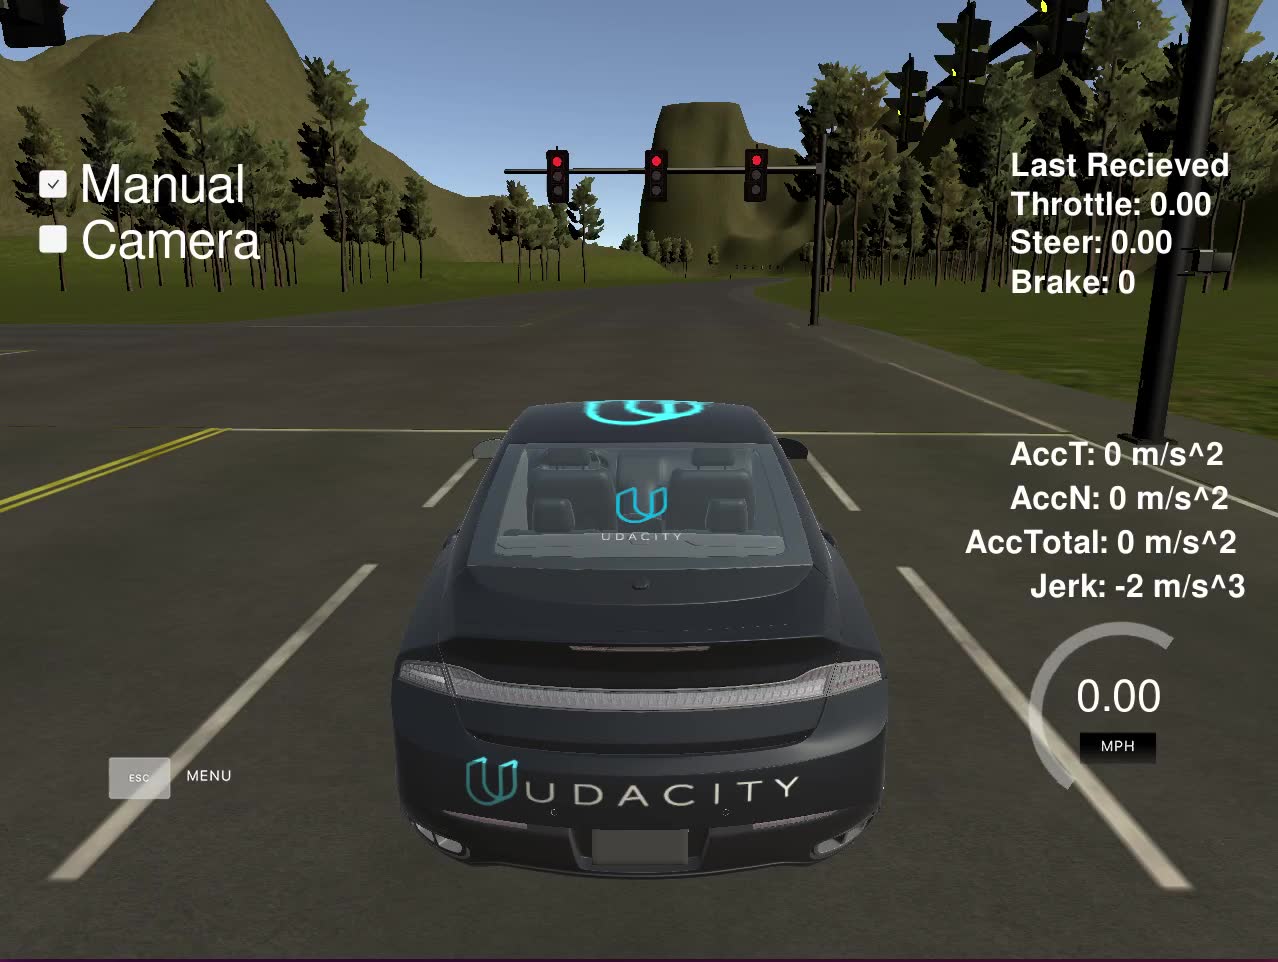 Manual
Camera
Last Recieved
Throttle: 0.00
Steer: 0.00
Brake: 0
AccT: 0 m/s^2
AccN: 0 m/s^2
AccTotal: 0 m/s^2
Jerk: -2 m/s^3
0.00
MPH
ESC MENU
UDACITY
UDACITY